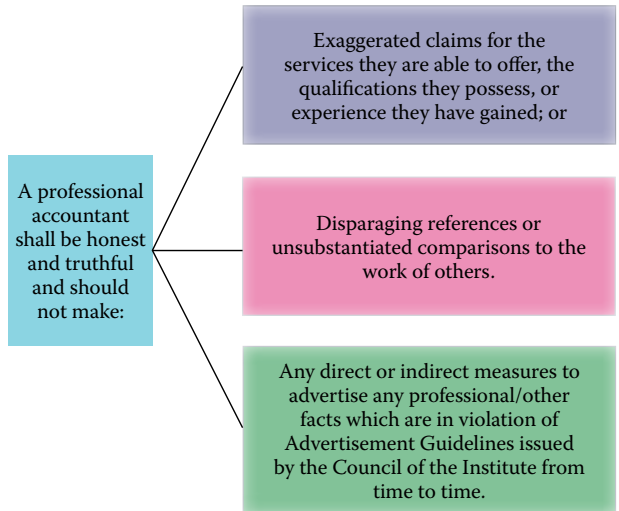 A professional
accountant
shall be honest
and truthful
and should
not make:
Exaggerated claims for the
services they are able to offer, the
qualifications they possess, or
experience they have gained; or
Disparaging references or
unsubstantiated comparisons to the
work of others.
Any direct or indirect measures to
advertise any professional/other
facts which are in violation of
Advertisement Guidelines issued
by the Council of the Institute from
time to time.